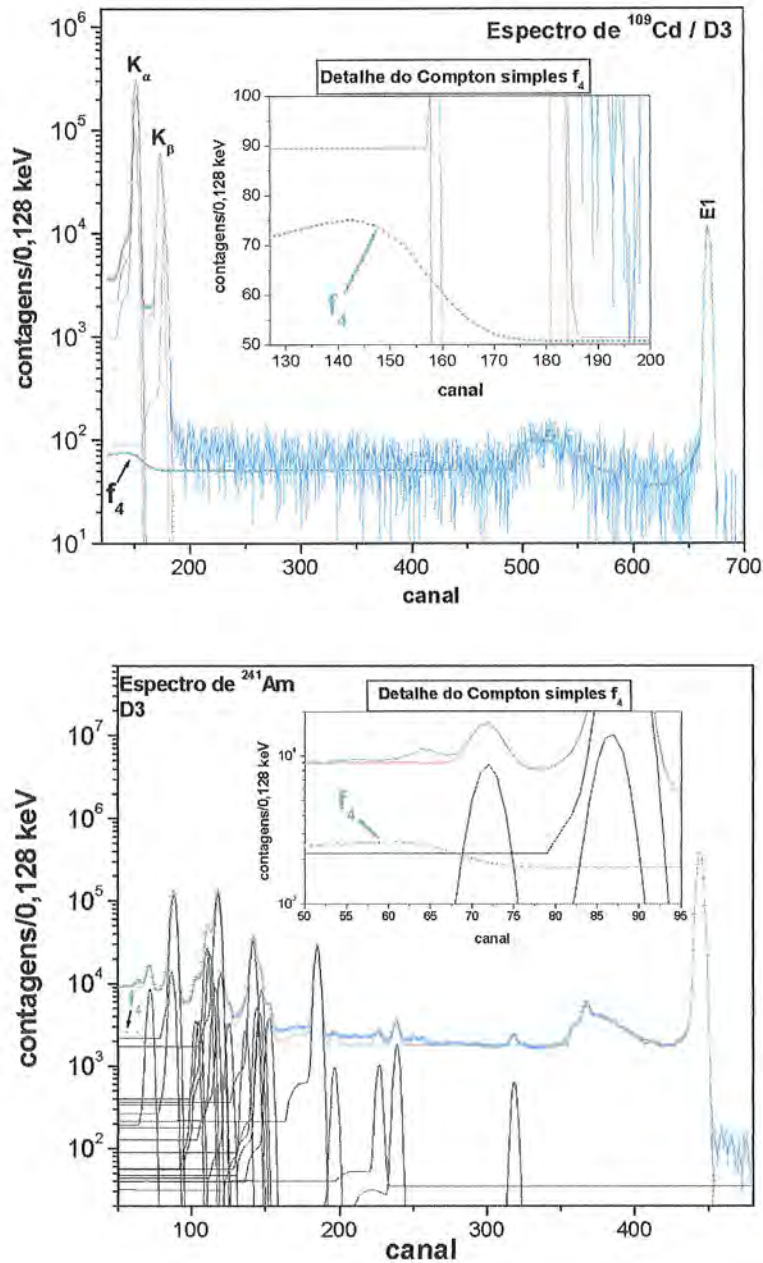 Espectro de ¹⁰⁹Cd / D3
10⁶
10⁵
10⁴
10³
10²
10¹
contagens/0,128 keV
Kα
Kβ
E1
f₄
200 300 400 500 600 700
canal
Detalhe do Compton simples f₄
100
90
80
70
60
50
contagens/0,128 keV
f₄
130 140 150 160 170 180 190 200
canal
Espectro de ²⁴¹Am
D3
10⁷
10⁶
10⁵
10⁴
10³
10²
contagens/0,128 keV
f₄
100 200 300 400
canal
Detalhe do Compton simples f₄
contagens/0,128 keV
f₄
50 55 60 65 70 75 80 85 90 95
canal